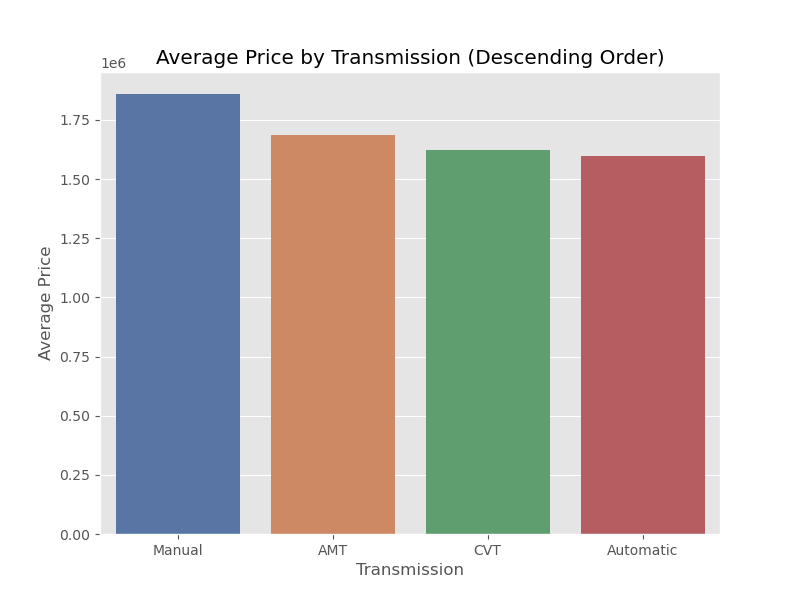 Average Price by Transmission (Descending Order)
1e6
1.75
1.50
1.25
1.00
0.75
0.50
0.25
0.00
Average Price
Manual
AMT
CVT
Automatic
Transmission